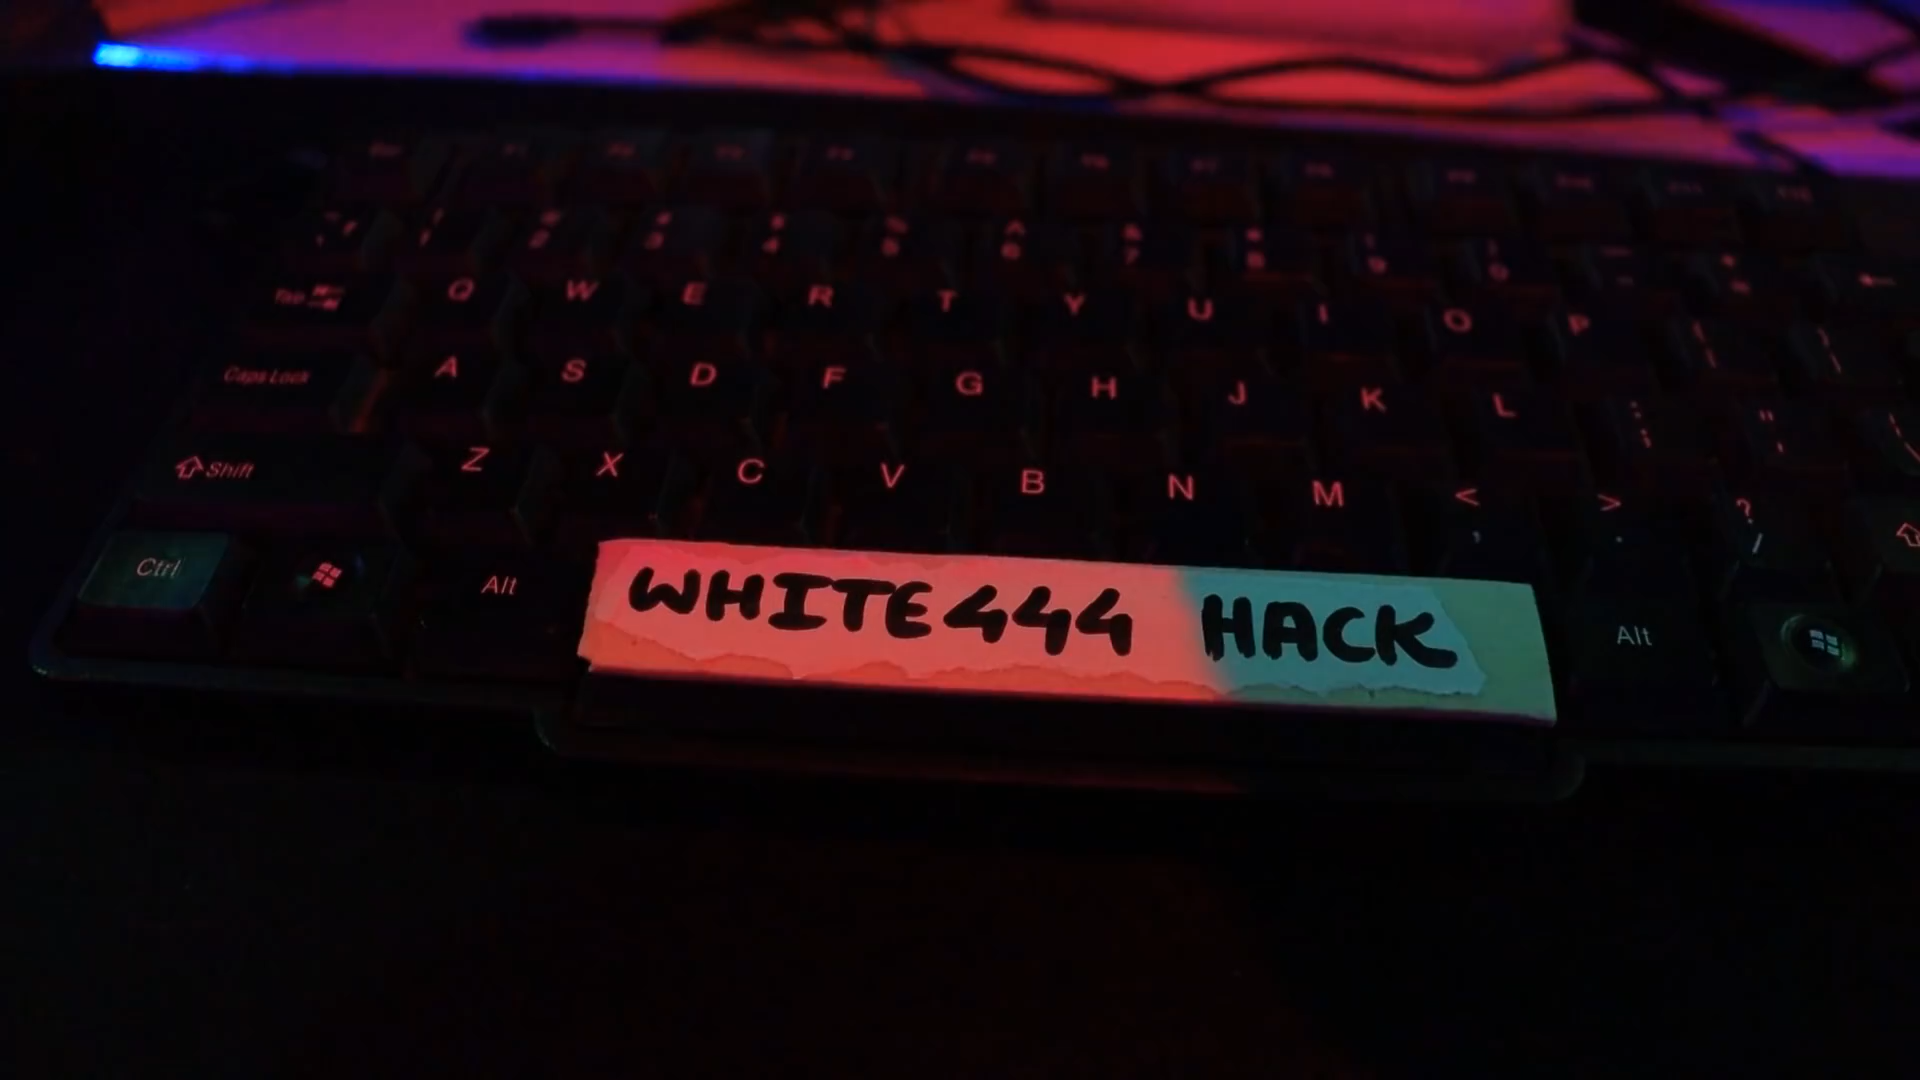 Tab
Q W E R T Y U I O P
Caps Lock A S D F G H J K L
Shift Z X C V B N M < >
, . ? /
Ctrl Alt WHITE444 HACK Alt